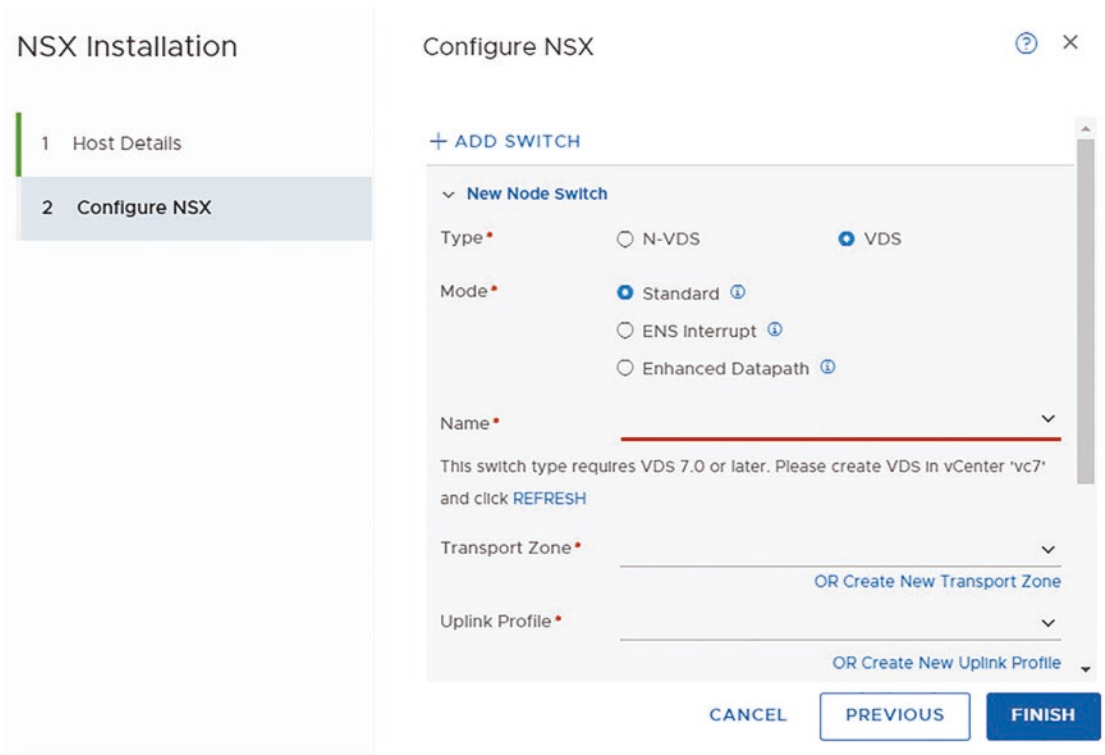 NSX Installation
1 Host Details
2 Configure NSX
Configure NSX
+ ADD SWITCH
New Node Switch
Type•
N-VDS
VDS
Mode•
Standard
ENS Interrupt
Enhanced Datapath
Name•
This switch type requires VDS 7.0 or later. Please create VDS in vCenter 'vc7'
and click REFRESH
Transport Zone•
OR Create New Transport Zone
Uplink Profile•
OR Create New Uplink Profile
CANCEL
PREVIOUS
FINISH